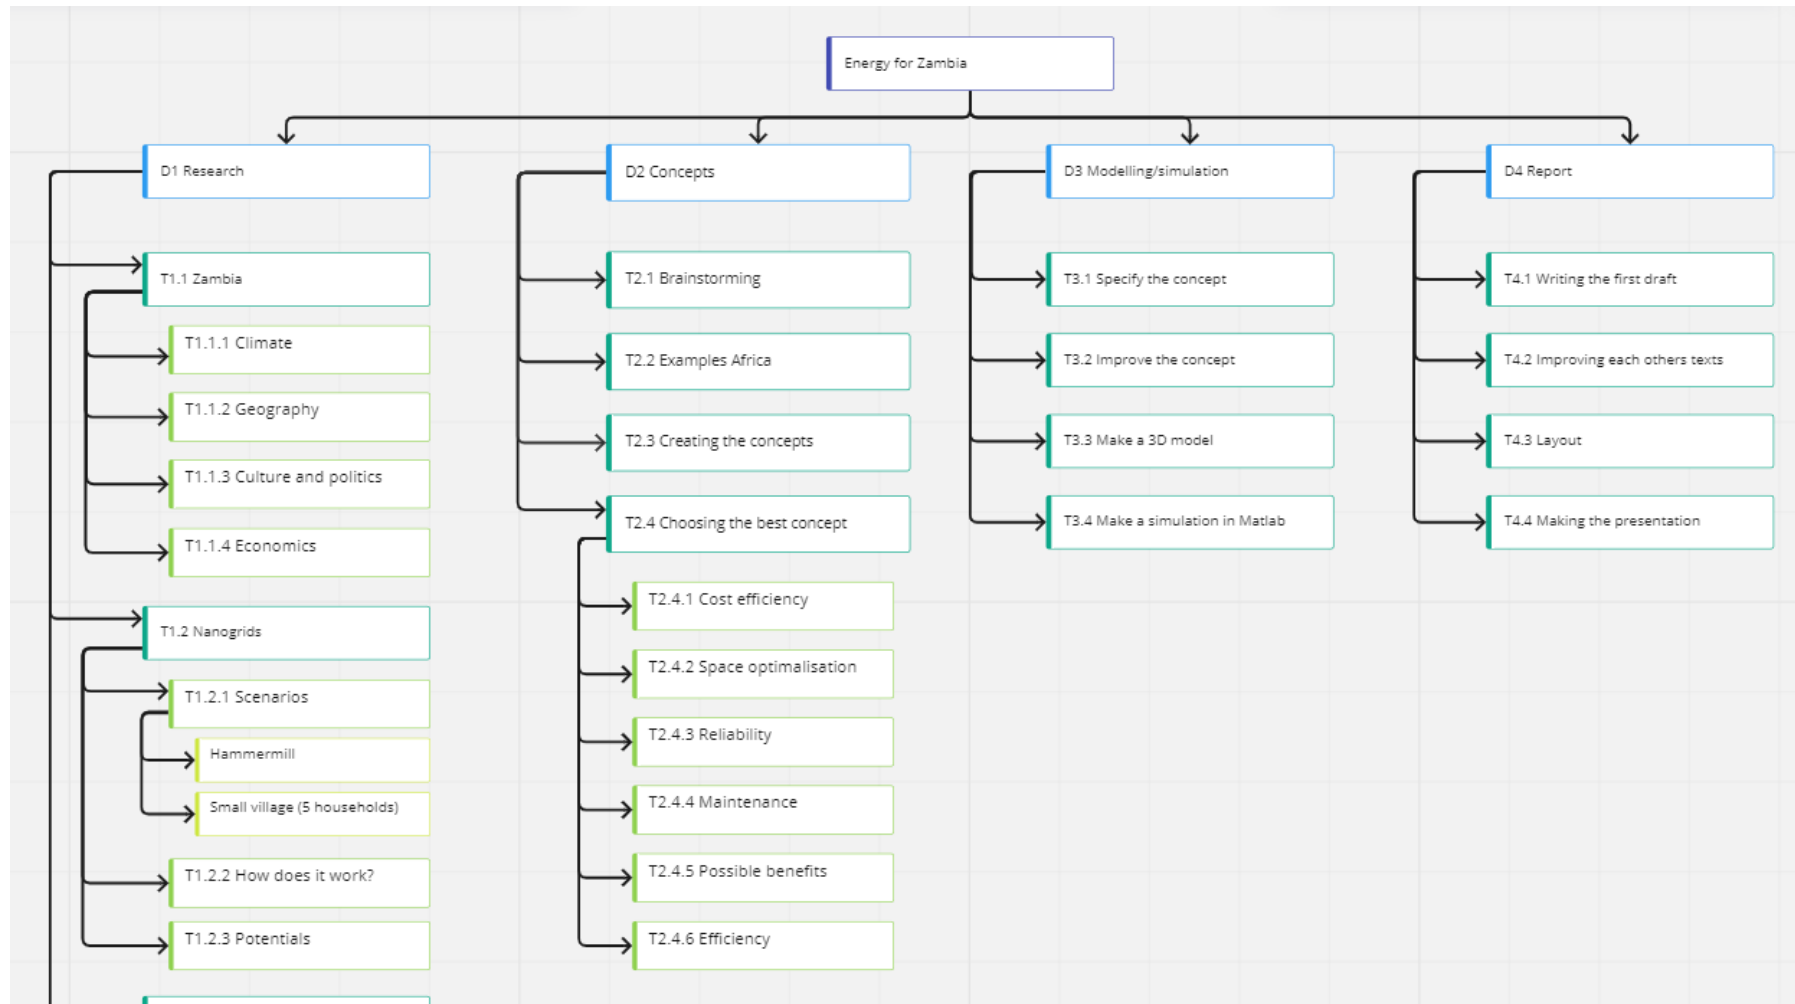 Energy for Zambia
D1 Research
T1.1 Zambia
T1.1.1 Climate
T1.1.2 Geography
T1.1.3 Culture and politics
T1.1.4 Economics
T1.2 Nanogrids
T1.2.1 Scenarios
Hammermill
Small village (5 households)
T1.2.2 How does it work?
T1.2.3 Potentials
D2 Concepts
T2.1 Brainstorming
T2.2 Examples Africa
T2.3 Creating the concepts
T2.4 Choosing the best concept
T2.4.1 Cost efficiency
T2.4.2 Space optimalisation
T2.4.3 Reliability
T2.4.4 Maintenance
T2.4.5 Possible benefits
T2.4.6 Efficiency
D3 Modelling/simulation
T3.1 Specify the concept
T3.2 Improve the concept
T3.3 Make a 3D model
T3.4 Make a simulation in Matlab
D4 Report
T4.1 Writing the first draft
T4.2 Improving each others texts
T4.3 Layout
T4.4 Making the presentation